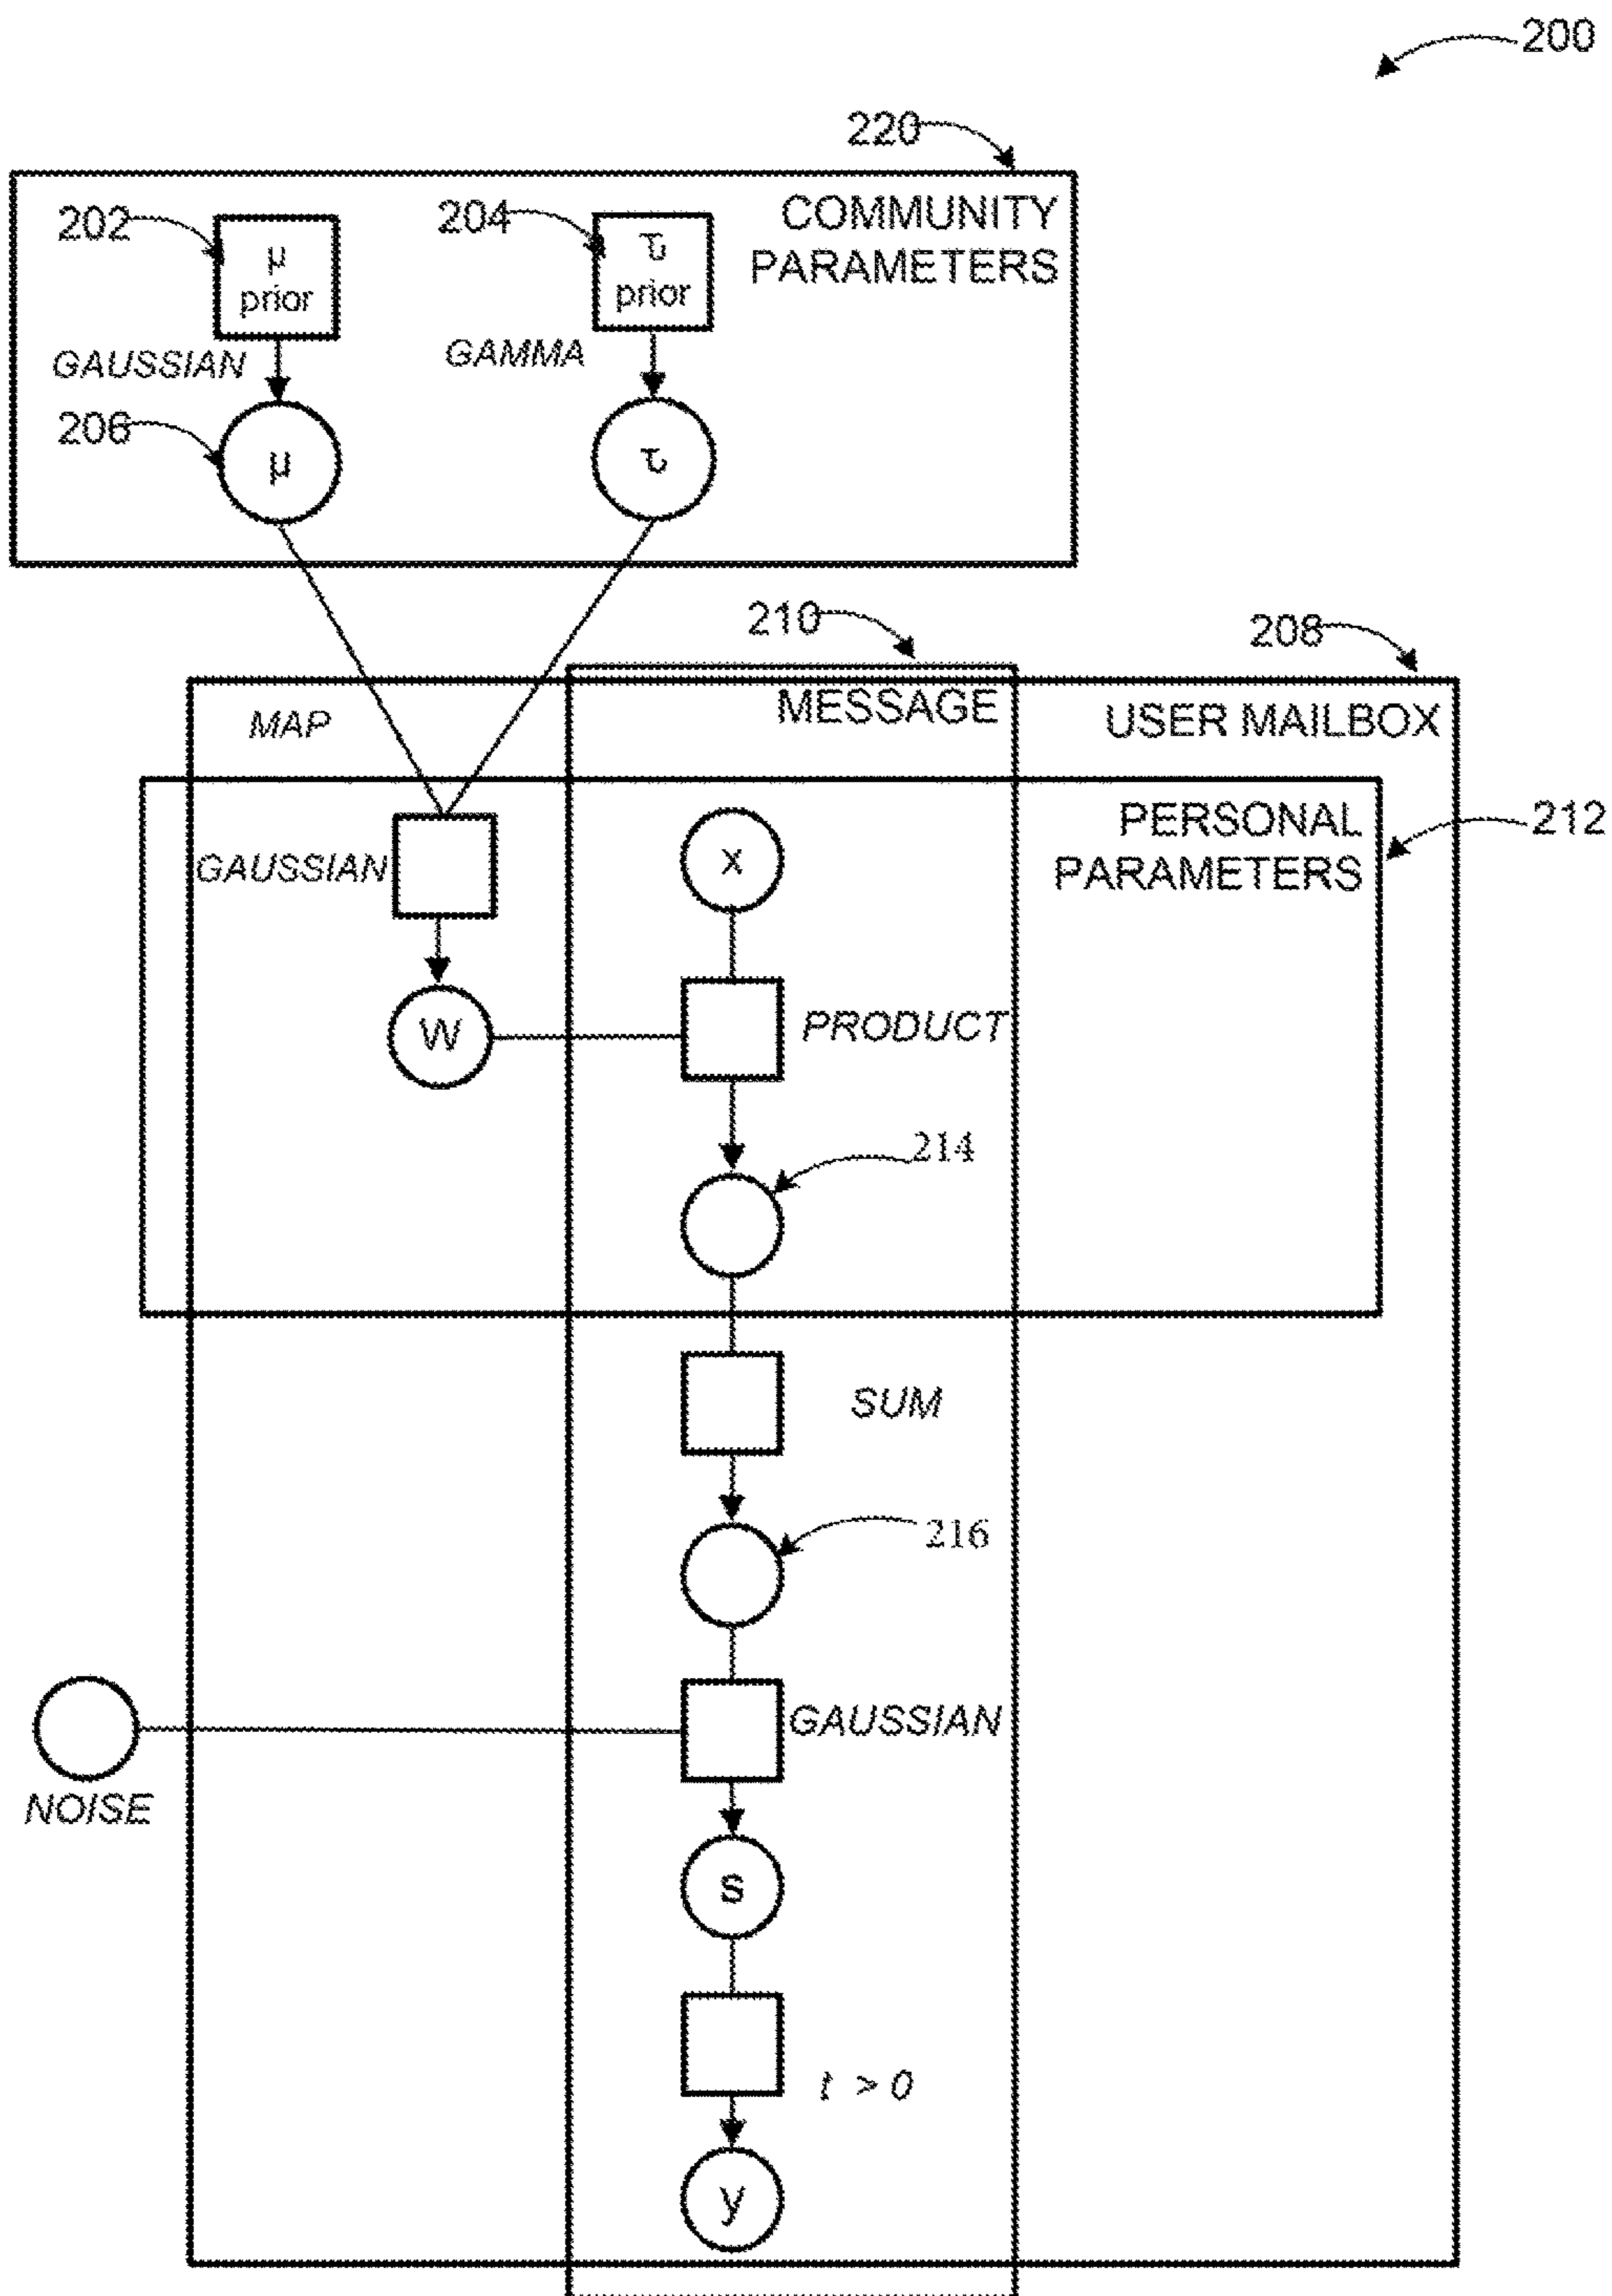 200
220
COMMUNITY
PARAMETERS
202
μ
prior
204
τ
prior
GAUSSIAN
GAMMA
206
μ
τ
210
208
MESSAGE
USER MAILBOX
MAP
PERSONAL
PARAMETERS
212
GAUSSIAN
x
W
PRODUCT
214
SUM
216
GAUSSIAN
NOISE
s
t > 0
y